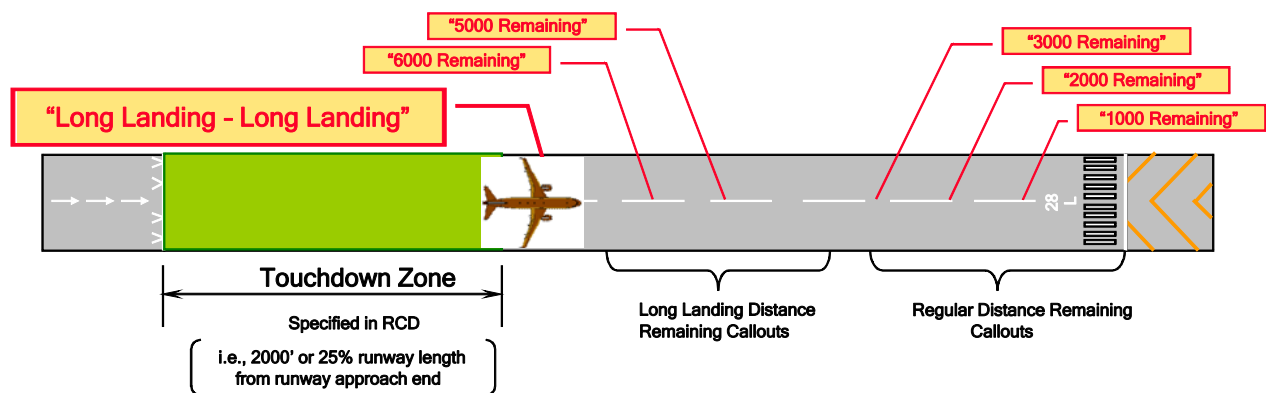 “5000 Remaining”
“6000 Remaining”
“3000 Remaining”
“2000 Remaining”
“1000 Remaining”
“Long Landing - Long Landing”
28
L
Touchdown Zone
Specified in RCD
i.e., 2000’ or 25% runway length
from runway approach end
Long Landing Distance
Remaining Callouts
Regular Distance Remaining
Callouts